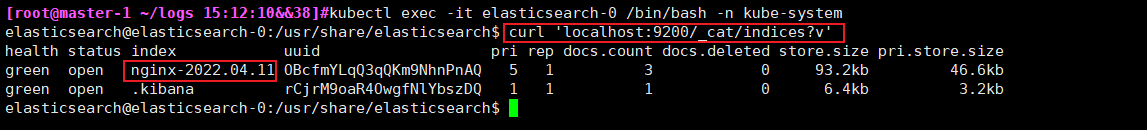 [root@master-1 ~/logs 15:12:10&&38]#kubectl exec -it elasticsearch-0 /bin/bash -n kube-system
elasticsearch@elasticsearch-0:/usr/share/elasticsearch$ curl 'localhost:9200/_cat/indices?v'
health status index uuid pri rep docs.count docs.deleted store.size pri.store.size
green open nginx-2022.04.11 OBcfmYLqQ3qQKm9NhnPnAQ 5 1 3 0 93.2kb 46.6kb
green open .kibana rCjrM9oaR4OwgfNlYbszDQ 1 1 1 0 6.4kb 3.2kb
elasticsearch@elasticsearch-0:/usr/share/elasticsearch$